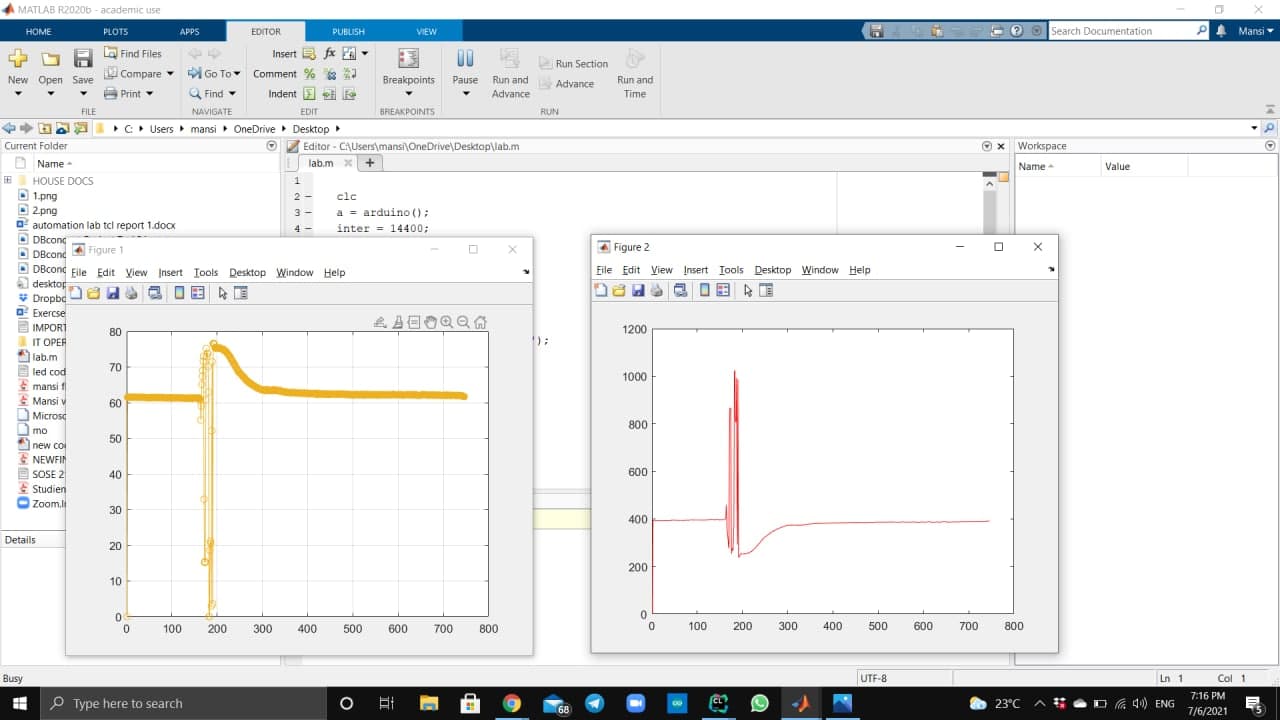 MATLAB R2020b - academic use
HOME PLOTS APPS EDITOR PUBLISH VIEW
Search Documentation
Mansi
New Open Save
Find Files
Compare
Print
Go To
Find
Insert
Comment
Indent
Breakpoints
Pause
Run and Advance
Run Section
Advance
Run and Time
FILE NAVIGATE EDIT BREAKPOINTS RUN
C: Users mansi OneDrive Desktop
Current Folder
Name
HOUSE DOCS
1.png
2.png
automation lab tcl report 1.docx
DBconc
DBconc
DBconc
desktop
Dropbo
Exercse
IMPORT
IT OPER
lab.m
led cod
mansi fi
Mansi v
Microso
mo
new co
NEWFIN
SOSE 2
Studien
Zoom.l
Details
Editor - C:\Users\mansi\OneDrive\Desktop\lab.m
lab.m
1
2 - clc
3 - a = arduino();
4 - inter = 14400;
');
Workspace
Name Value
Figure 1
File Edit View Insert Tools Desktop Window Help
80
70
60
50
40
30
20
10
0
0 100 200 300 400 500 600 700 800
Figure 2
File Edit View Insert Tools Desktop Window Help
1200
1000
800
600
400
200
0
0 100 200 300 400 500 600 700 800
Busy
UTF-8
Ln 1 Col 1
Type here to search
68
23°C
ENG
7:16 PM
7/6/2021
5